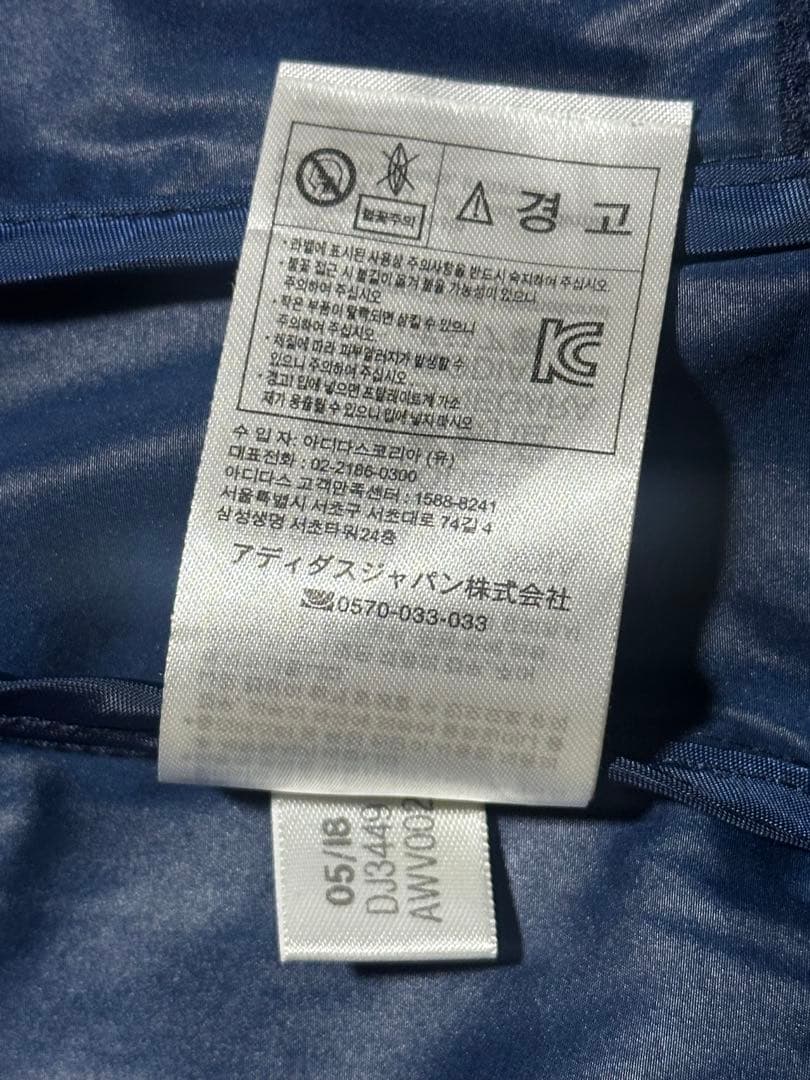 불꽃주의
⚠ 경 고
• 라벨에 표시된 사용상 주의사항을 반드시 숙지하여 주십시오
• 불꽃 접근 시 불길이 옮겨 붙을 가능성이 있으니
주의하여 주십시오
• 작은 부품이 탈락되면 삼킬 수 있으니
주의하여 주십시오
• 체질에 따라 피부알러지가 발생할 수
있으니 주의하여 주십시오
• 경고! 입에 넣으면 프탈레이트계 가소
제가 용출될 수 있으니 입에 넣지 마시오
수 입 자: 아디다스코리아 (유)
대표전화 : 02-2186-0300
아디다스 고객만족센터 : 1588-8241
서울특별시 서초구 서초대로 74길 4
삼성생명 서초타워24층
アディダスジャパン株式会社
0570-033-033
05/18
DJ3449
AWV002